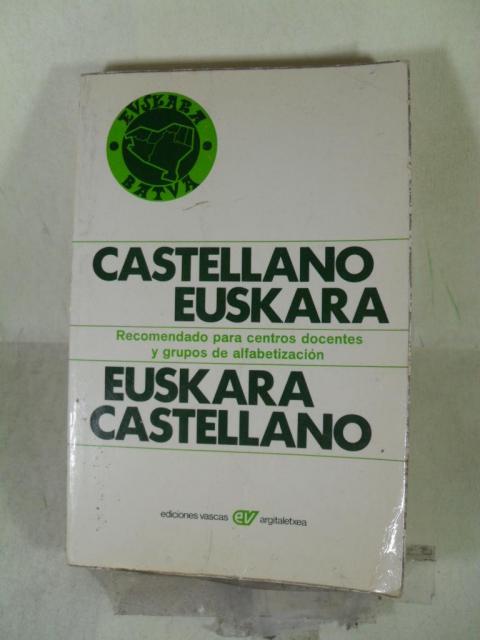 EUSKARA
BATUA
CASTELLANO
EUSKARA
Recomendado para centros docentes
y grupos de alfabetización
EUSKARA
CASTELLANO
ediciones vascas ev argitaletxea